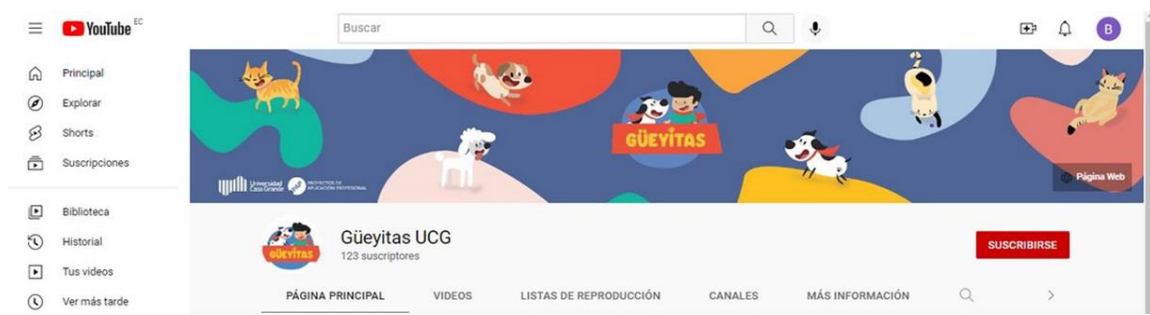 YouTube EC
Buscar
B
Principal
Explorar
Shorts
Suscripciones
Biblioteca
Historial
Tus videos
Ver más tarde
GÜEYITAS
Universidad
Casa Grande
PROYECTOS DE
APLICACIÓN PROFESIONAL
Página Web
GÜEYITAS
Güeyitas UCG
123 suscriptores
SUSCRIBIRSE
PÁGINA PRINCIPAL VIDEOS LISTAS DE REPRODUCCIÓN CANALES MÁS INFORMACIÓN